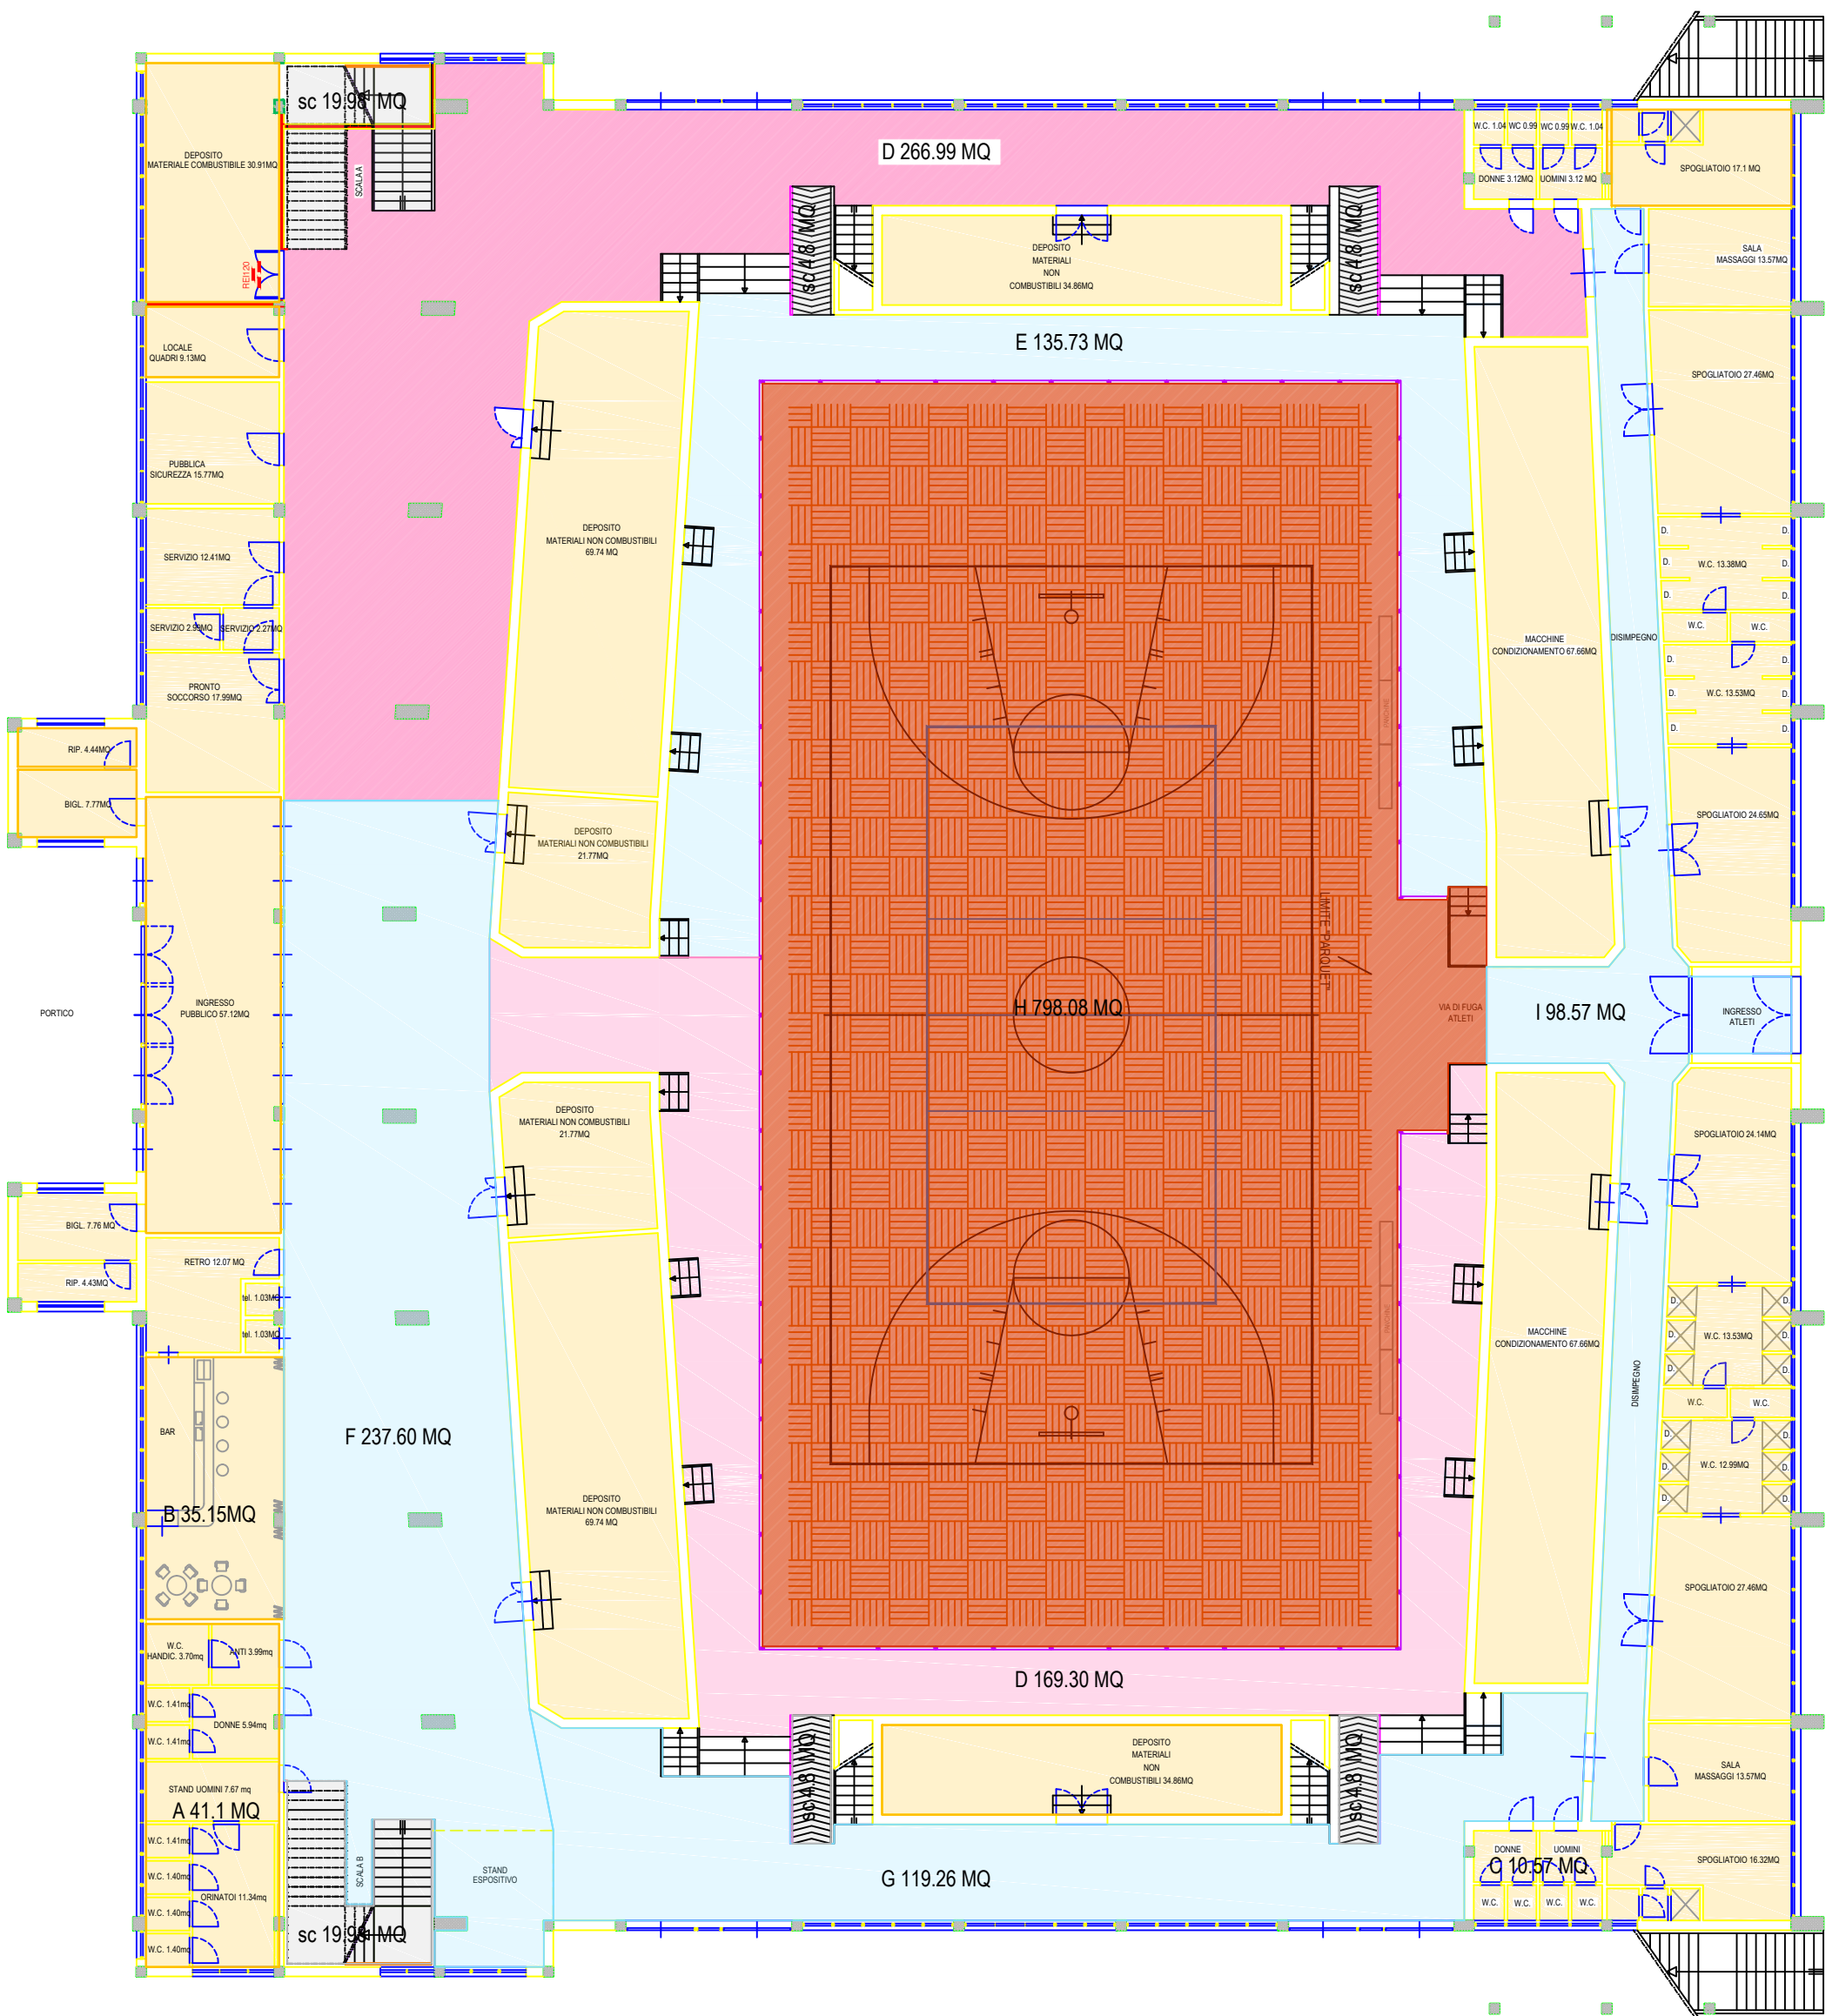 sc 19.98 MQ
D 266.99 MQ
W.C. 1.04
WC 0.99
WC 0.99
W.C. 1.04
DEPOSITO
MATERIALE COMBUSTIBILE 30.91MQ
SCALA A
DONNE 3.12MQ
UOMINI 3.12 MQ
SPOGLIATOIO 17.1 MQ
REI120
sc4.8 MQ
DEPOSITO
MATERIALI
NON
COMBUSTIBILI 34.86MQ
sc4.8 MQ
SALA
MASSAGGI 13.57MQ
LOCALE
QUADRI 9.13MQ
E 135.73 MQ
SPOGLIATOIO 27.46MQ
PUBBLICA
SICUREZZA 15.77MQ
DEPOSITO
MATERIALI NON COMBUSTIBILI
69.74 MQ
SERVIZIO 12.41MQ
D.
D.
W.C. 13.38MQ
D.
D.
D.
D.
SERVIZIO 2.93MQ
SERVIZIO 2.27MQ
W.C.
W.C.
MACCHINE
CONDIZIONAMENTO 67.66MQ
DISIMPEGNO
PRONTO
SOCCORSO 17.99MQ
D.
D.
W.C. 13.53MQ
D.
D.
D.
D.
RIP. 4.44MQ
BIGL. 7.77MQ
DEPOSITO
MATERIALI NON COMBUSTIBILI
21.77MQ
SPOGLIATOIO 24.65MQ
LIMITE "PARQUET"
PORTICO
INGRESSO
PUBBLICO 57.12MQ
H 798.08 MQ
VIA DI FUGA
ATLETI
I 98.57 MQ
INGRESSO
ATLETI
DEPOSITO
MATERIALI NON COMBUSTIBILI
21.77MQ
SPOGLIATOIO 24.14MQ
BIGL. 7.76 MQ
RIP. 4.43MQ
RETRO 12.07 MQ
tel. 1.03MQ
tel. 1.03MQ
MACCHINE
CONDIZIONAMENTO 67.66MQ
DISIMPEGNO
D.
D.
W.C. 13.53MQ
D.
D.
D.
D.
W.C.
W.C.
BAR
F 237.60 MQ
D.
D.
W.C. 12.99MQ
D.
D.
D.
D.
B 35.15MQ
DEPOSITO
MATERIALI NON COMBUSTIBILI
69.74 MQ
SPOGLIATOIO 27.46MQ
W.C.
HANDIC. 3.70mq
ANTI 3.99mq
D 169.30 MQ
W.C. 1.41mq
DONNE 5.94mq
W.C. 1.41mq
sc4.8 MQ
DEPOSITO
MATERIALI
NON
COMBUSTIBILI 34.86MQ
sc4.8 MQ
SALA
MASSAGGI 13.57MQ
STAND UOMINI 7.67 mq
A 41.1 MQ
W.C. 1.41mq
W.C. 1.40mq
ORINATOI 11.34mq
W.C. 1.40mq
W.C. 1.40mq
SCALA B
STAND
ESPOSITIVO
G 119.26 MQ
DONNE
UOMINI
C 10.57 MQ
SPOGLIATOIO 16.32MQ
W.C.
W.C.
W.C.
W.C.
sc 19.98 MQ